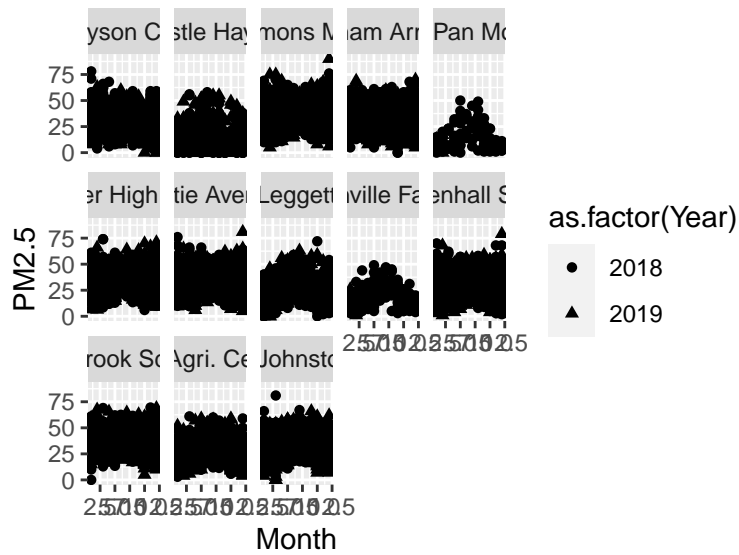 yson C stle Hay mons M ham Arr Pan Mo
75
50
25
0
er High tie Aver Leggett nville Fa enhall S
75
50
25
0
rook Sc Agri. Ce Johnsto
75
50
25
0
PM2.5
Month
as.factor(Year)
2018
2019